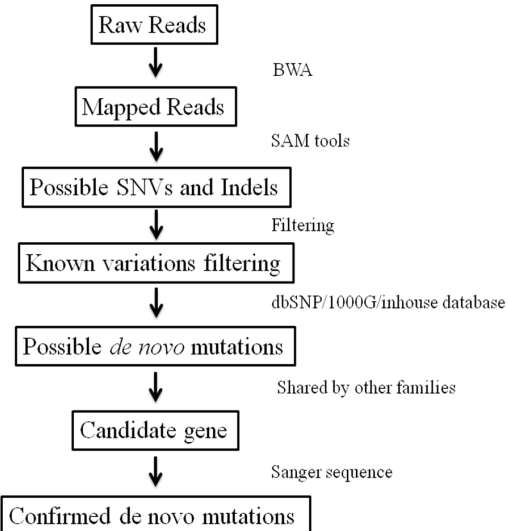 Raw Reads
BWA
Mapped Reads
SAM tools
Possible SNVs and Indels
Filtering
Known variations filtering
dbSNP/1000G/inhouse database
Possible de novo mutations
Shared by other families
Candidate gene
Sanger sequence
Confirmed de novo mutations